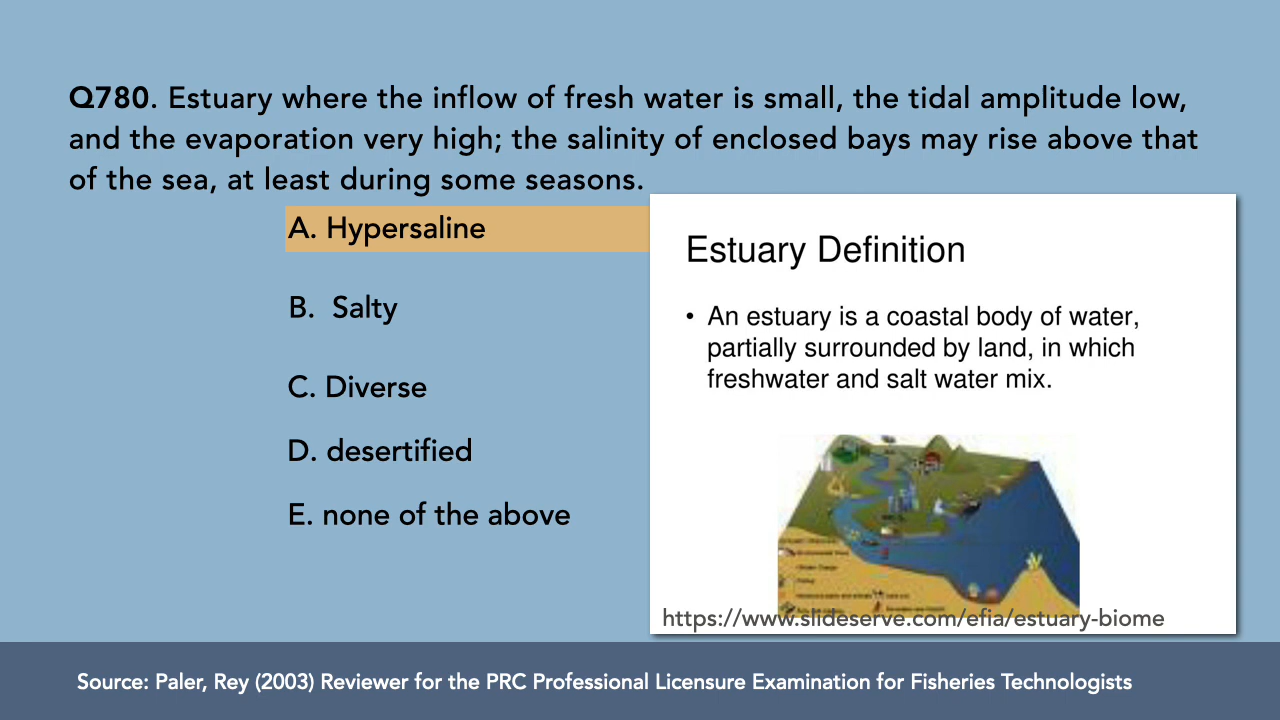 Q780. Estuary where the inflow of fresh water is small, the tidal amplitude low,
and the evaporation very high; the salinity of enclosed bays may rise above that
of the sea, at least during some seasons.
A. Hypersaline
B. Salty
C. Diverse
D. desertified
E. none of the above
Estuary Definition
• An estuary is a coastal body of water,
partially surrounded by land, in which
freshwater and salt water mix.
https://www.slideserve.com/efia/estuary-biome
Source: Paler, Rey (2003) Reviewer for the PRC Professional Licensure Examination for Fisheries Technologists